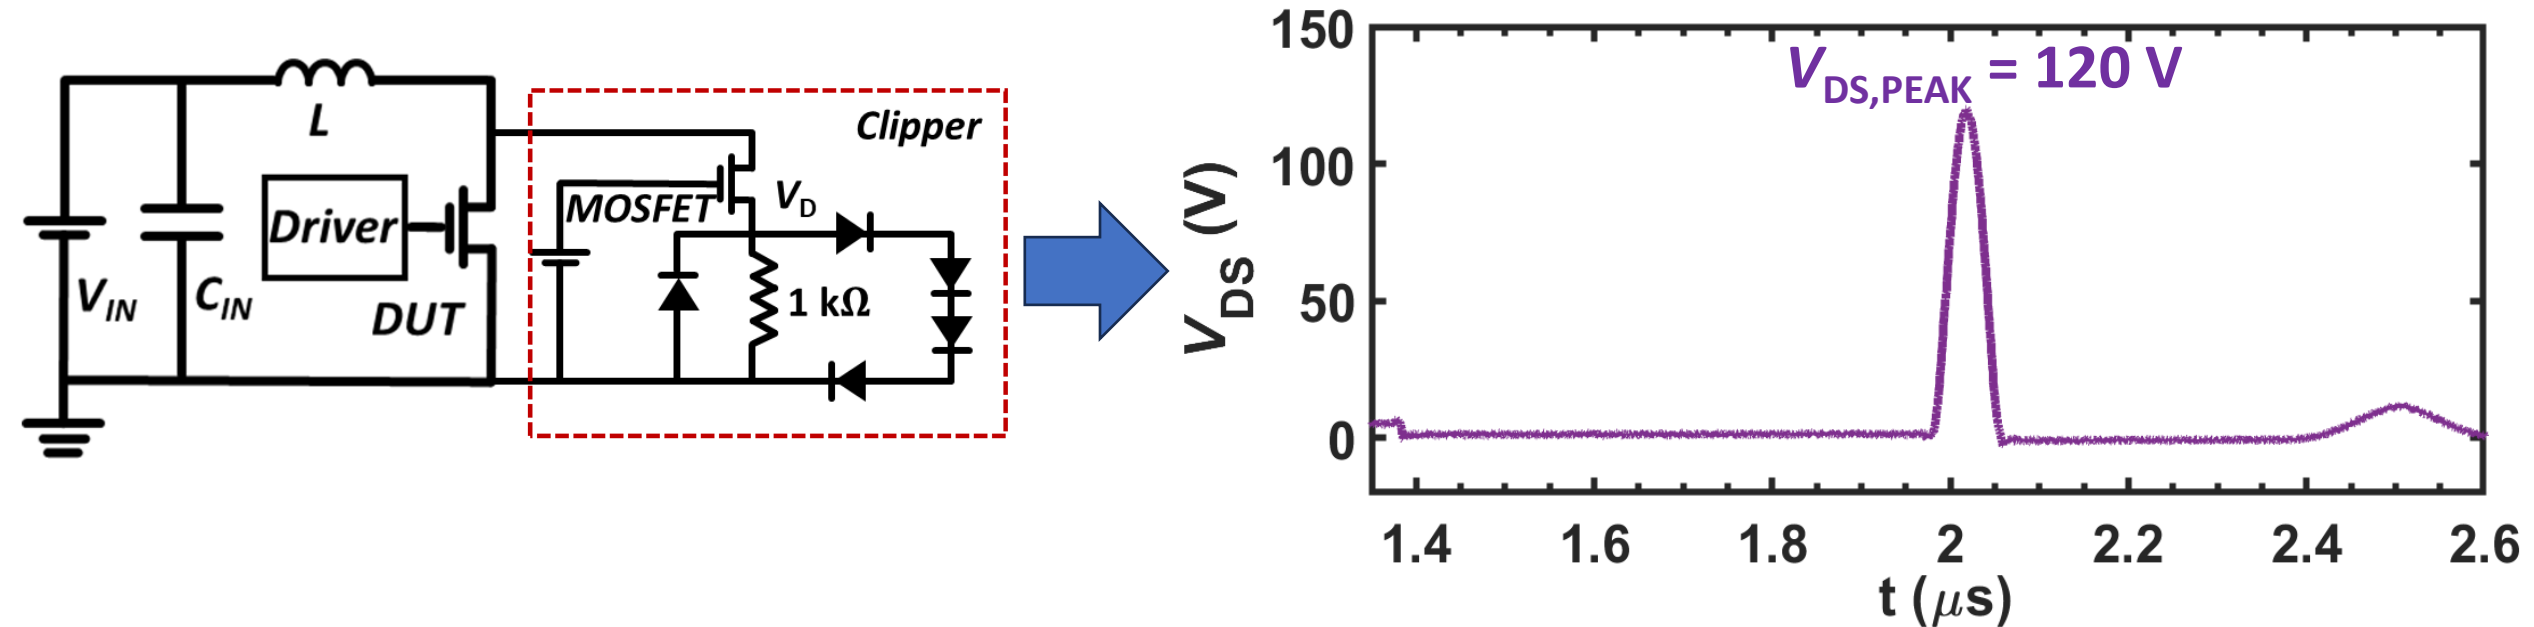 L
Driver
V_IN
C_IN
DUT
Clipper
MOSFET
V_D
1 kΩ
V_DS,PEAK = 120 V
V_DS (V)
150
100
50
0
1.4 1.6 1.8 2 2.2 2.4 2.6
t (μs)